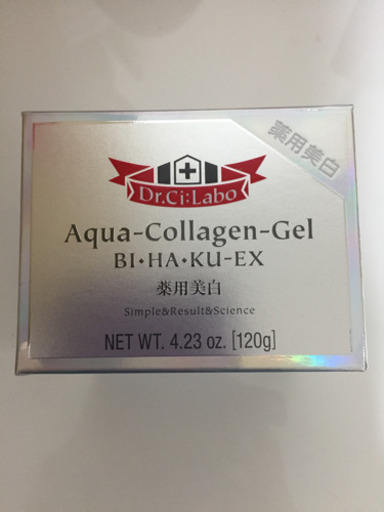 薬用美白
Dr.Ci:Labo
Aqua-Collagen-Gel
BI•HA•KU-EX
薬用美白
Simple&Result&Science
NET WT. 4.23 oz. [120g]